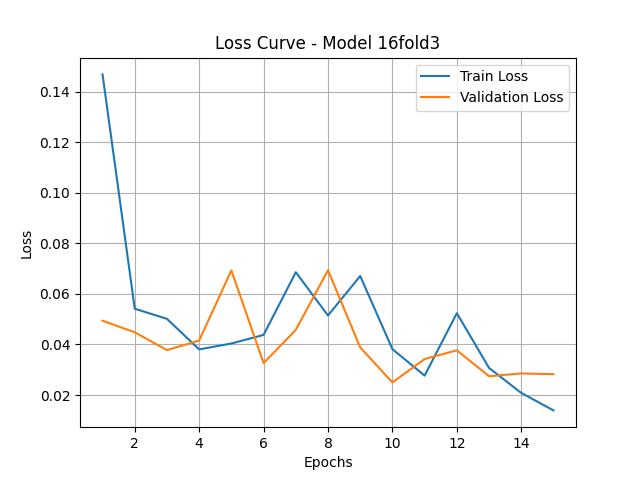 Loss Curve - Model 16fold3
Train Loss
Validation Loss
0.14
0.12
0.10
0.08
0.06
0.04
0.02
Loss
2 4 6 8 10 12 14
Epochs